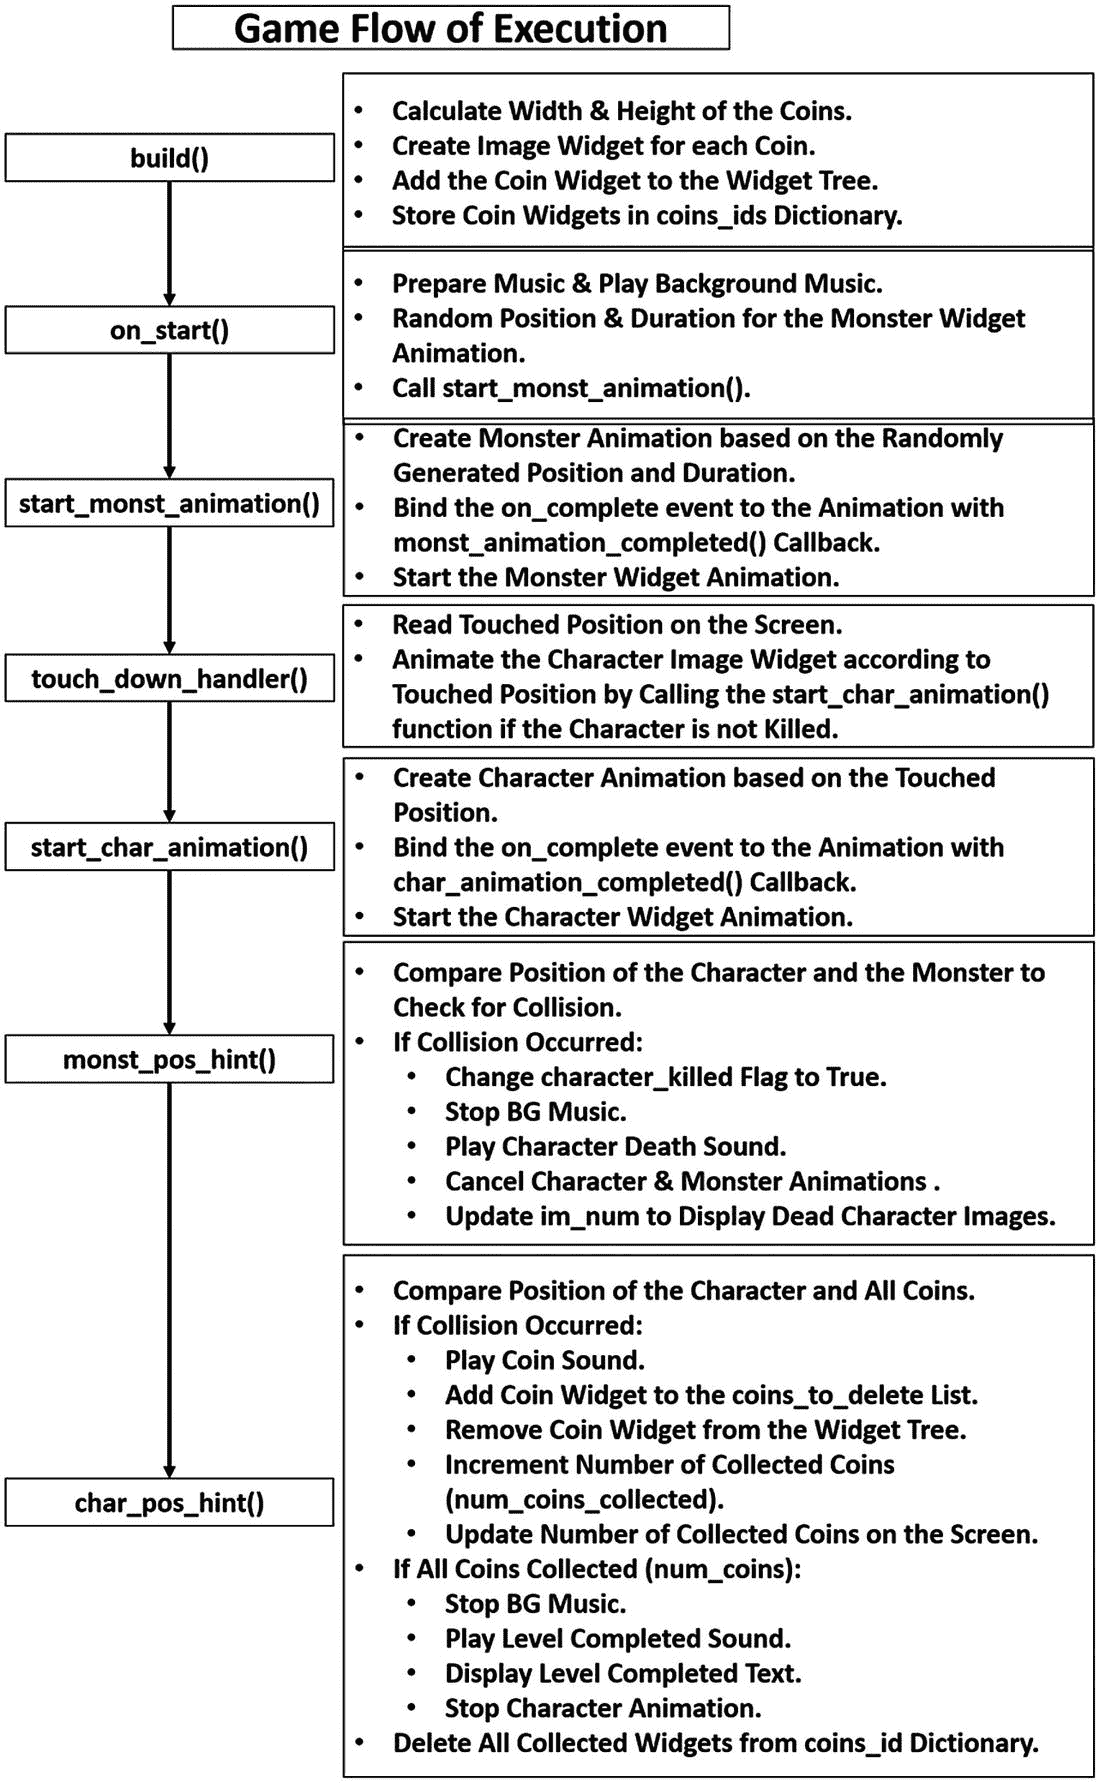 Game Flow of Execution
build()
• Calculate Width & Height of the Coins.
• Create Image Widget for each Coin.
• Add the Coin Widget to the Widget Tree.
• Store Coin Widgets in coins_ids Dictionary.
on_start()
• Prepare Music & Play Background Music.
• Random Position & Duration for the Monster Widget
Animation.
• Call start_monst_animation().
start_monst_animation()
• Create Monster Animation based on the Randomly
Generated Position and Duration.
• Bind the on_complete event to the Animation with
monst_animation_completed() Callback.
• Start the Monster Widget Animation.
touch_down_handler()
• Read Touched Position on the Screen.
• Animate the Character Image Widget according to
Touched Position by Calling the start_char_animation()
function if the Character is not Killed.
start_char_animation()
• Create Character Animation based on the Touched
Position.
• Bind the on_complete event to the Animation with
char_animation_completed() Callback.
• Start the Character Widget Animation.
monst_pos_hint()
• Compare Position of the Character and the Monster to
Check for Collision.
• If Collision Occurred:
• Change character_killed Flag to True.
• Stop BG Music.
• Play Character Death Sound.
• Cancel Character & Monster Animations .
• Update im_num to Display Dead Character Images.
char_pos_hint()
• Compare Position of the Character and All Coins.
• If Collision Occurred:
• Play Coin Sound.
• Add Coin Widget to the coins_to_delete List.
• Remove Coin Widget from the Widget Tree.
• Increment Number of Collected Coins
(num_coins_collected).
• Update Number of Collected Coins on the Screen.
• If All Coins Collected (num_coins):
• Stop BG Music.
• Play Level Completed Sound.
• Display Level Completed Text.
• Stop Character Animation.
• Delete All Collected Widgets from coins_id Dictionary.